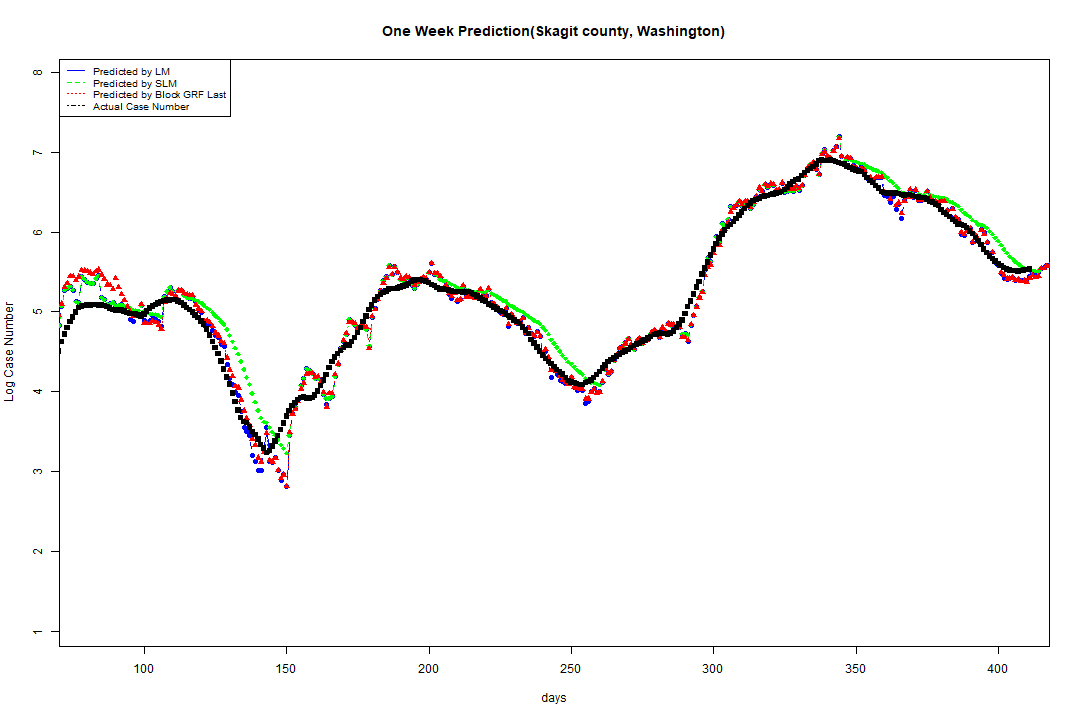 One Week Prediction(Skagit county, Washington)
Predicted by LM
Predicted by SLM
Predicted by Block GRF Last
Actual Case Number
8
7
6
5
4
3
2
1
Log Case Number
100 150 200 250 300 350 400
days